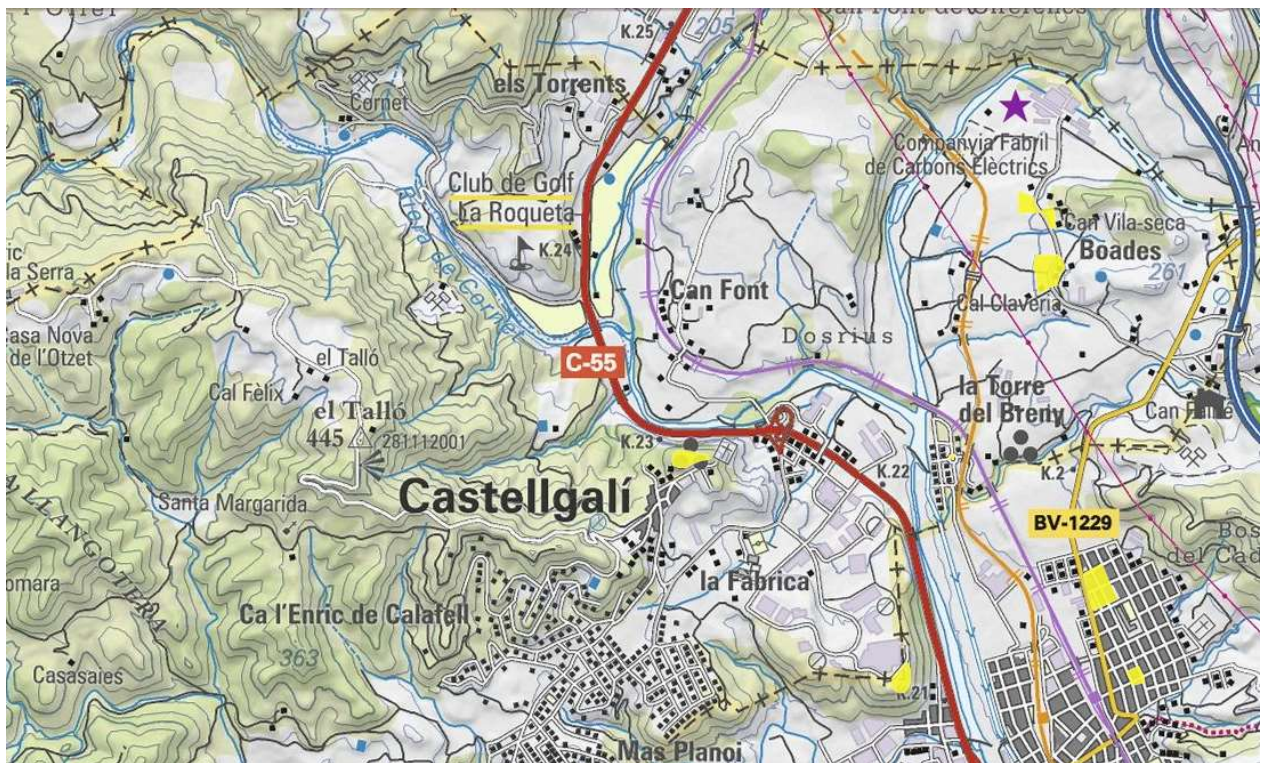 K.25
205
els Torrents
Cornet
Companyia Fabril
de Carbons Elèctrics
Club de Golf
La Roqueta
K.24
Riera de Cornet
Can Vila-seca
Boades
261
la Serra
Can Font
Cal Claveria
Casa Nova
de l'Otzet
Dosrius
el Talló
C-55
Cal Fèlix
la Torre
del Breny
el Talló
445
281112001
K.23
K.22
K.2
Santa Margarida
Castellgalí
BV-1229
la Fàbrica
Ca l'Enric de Calafell
363
Casasaies
K.21
Mas Planoi